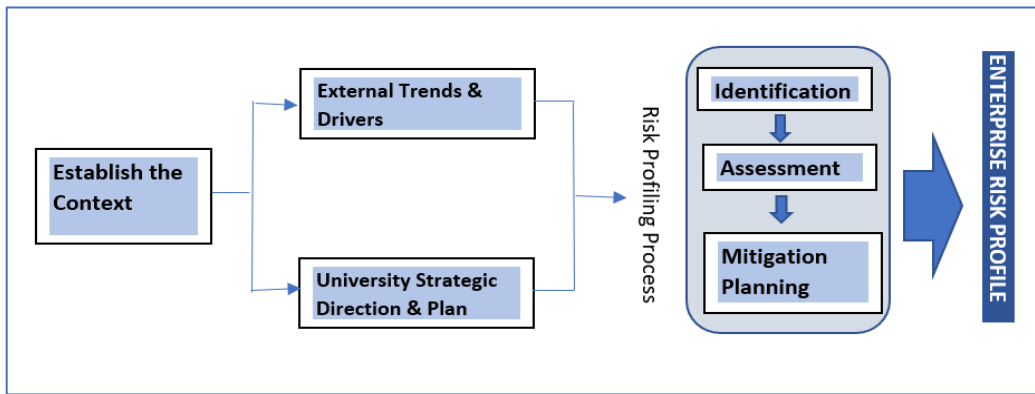 Establish the
Context
External Trends &
Drivers
University Strategic
Direction & Plan
Risk Profiling Process
Identification
Assessment
Mitigation
Planning
ENTERPRISE RISK PROFILE